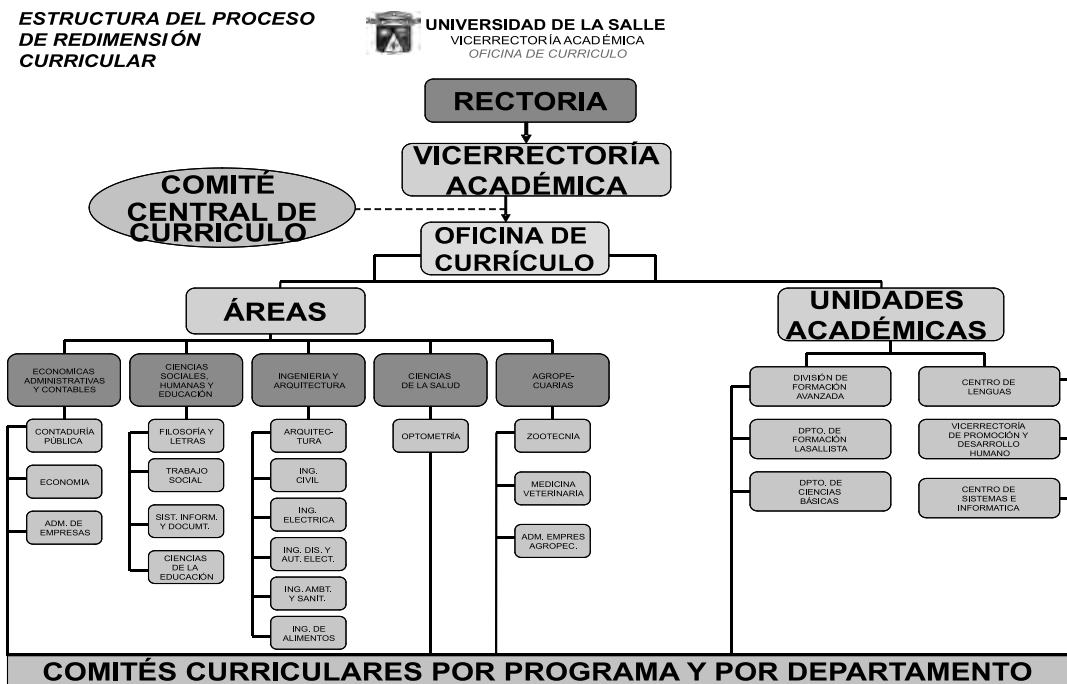 ESTRUCTURA DEL PROCESO
DE REDIMENSIÓN
CURRICULAR
UNIVERSIDAD DE LA SALLE
VICERRECTORÍA ACADÉMICA
OFICINA DE CURRICULO
RECTORIA
VICERRECTORÍA
ACADÉMICA
COMITÉ
CENTRAL DE
CURRICULO
OFICINA DE
CURRÍCULO
ÁREAS
UNIDADES
ACADÉMICAS
ECONOMICAS
ADMINISTRATIVAS
Y CONTABLES
CIENCIAS
SOCIALES,
HUMANAS Y
EDUCACIÓN
INGENIERIA Y
ARQUITECTURA
CIENCIAS
DE LA SALUD
AGROPE-
CUARIAS
CONTADURÍA
PÚBLICA
ECONOMIA
ADM. DE
EMPRESAS
FILOSOFÍA Y
LETRAS
TRABAJO
SOCIAL
SIST. INFORM.
Y DOCUMT.
CIENCIAS
DE LA
EDUCACIÓN
ARQUITEC-
TURA
ING.
CIVIL
ING.
ELECTRICA
ING. DIS. Y
AUT. ELECT.
ING. AMBT.
Y SANIT.
ING. DE
ALIMENTOS
OPTOMETRÍA
ZOOTECNÍA
MEDICINA
VETERINARÍA
ADM. EMPRES
AGROPEC.
DIVISIÓN DE
FORMACIÓN
AVANZADA
DPTO. DE
FORMACIÓN
LASALLISTA
DPTO. DE
CIENCIAS
BÁSICAS
CENTRO DE
LENGUAS
VICERRECTORÍA
DE PROMOCIÓN Y
DESARROLLO
HUMANO
CENTRO DE
SISTEMAS E
INFORMATICA
COMITÉS CURRICULARES POR PROGRAMA Y POR DEPARTAMENTO